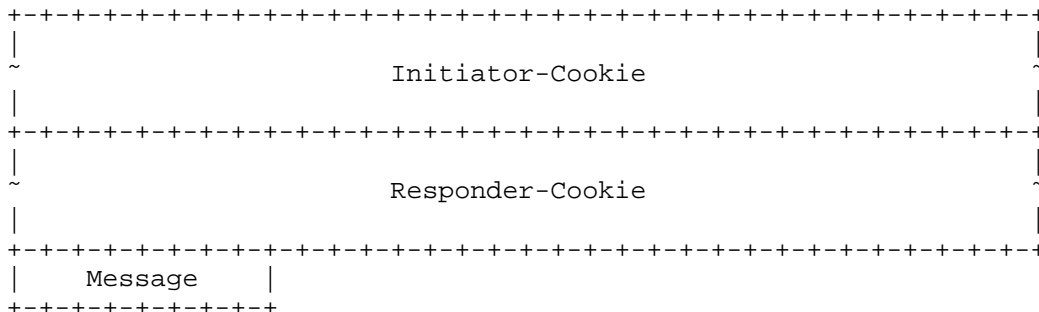 +-+-+-+-+-+-+-+-+-+-+-+-+-+-+-+-+-+-+-+-+-+-+-+-+-+-+-+-+-+-+-+-+
|                                                               |
~                        Initiator-Cookie                       ~
|                                                               |
+-+-+-+-+-+-+-+-+-+-+-+-+-+-+-+-+-+-+-+-+-+-+-+-+-+-+-+-+-+-+-+-+
|                                                               |
~                        Responder-Cookie                       ~
|                                                               |
+-+-+-+-+-+-+-+-+-+-+-+-+-+-+-+-+-+-+-+-+-+-+-+-+-+-+-+-+-+-+-+-+
|    Message    |
+-+-+-+-+-+-+-+-+